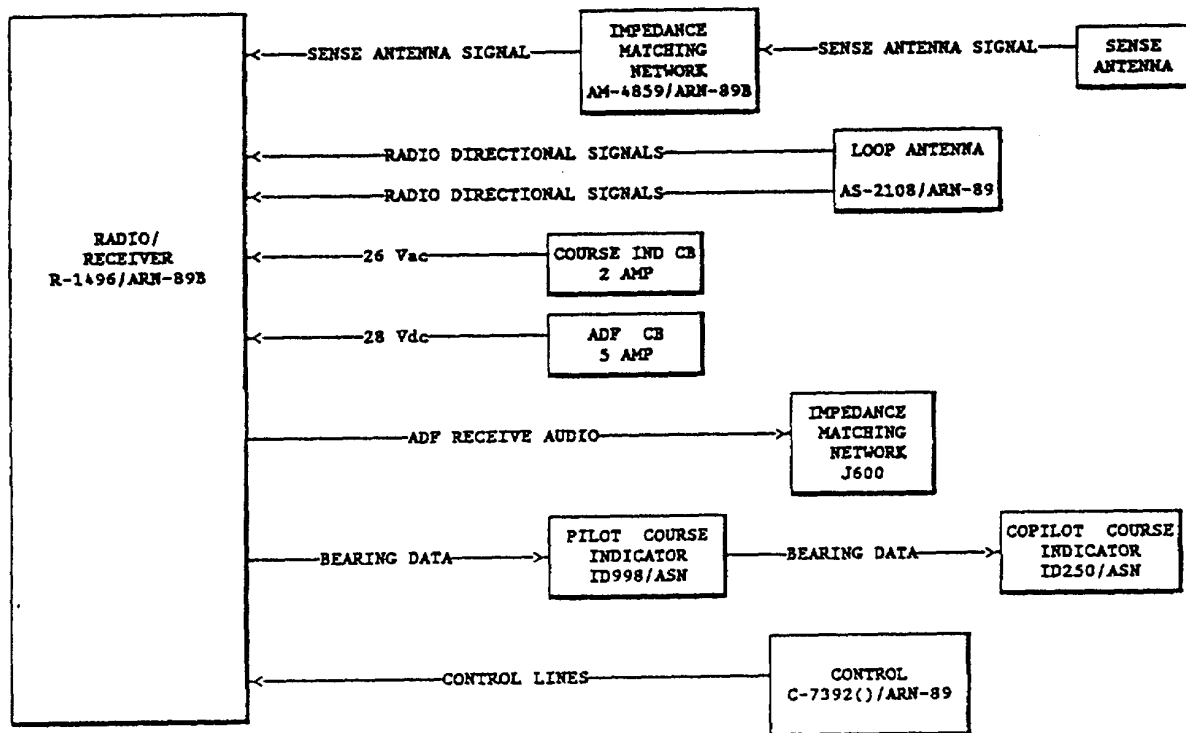 SENSE ANTENNA SIGNAL
IMPEDANCE
MATCHING
NETWORK
AM-4859/ARN-89B
SENSE ANTENNA SIGNAL
SENSE
ANTENNA
RADIO DIRECTIONAL SIGNALS
LOOP ANTENNA
RADIO DIRECTIONAL SIGNALS
AS-2108/ARN-89
RADIO/
RECEIVER
R-1496/ARN-89B
26 Vac
COURSE IND CB
2 AMP
28 Vdc
ADF CB
5 AMP
ADF RECEIVE AUDIO
IMPEDANCE
MATCHING
NETWORK
J600
BEARING DATA
PILOT COURSE
INDICATOR
ID998/ASN
BEARING DATA
COPILOT COURSE
INDICATOR
ID250/ASN
CONTROL LINES
CONTROL
C-7392()/ARN-89